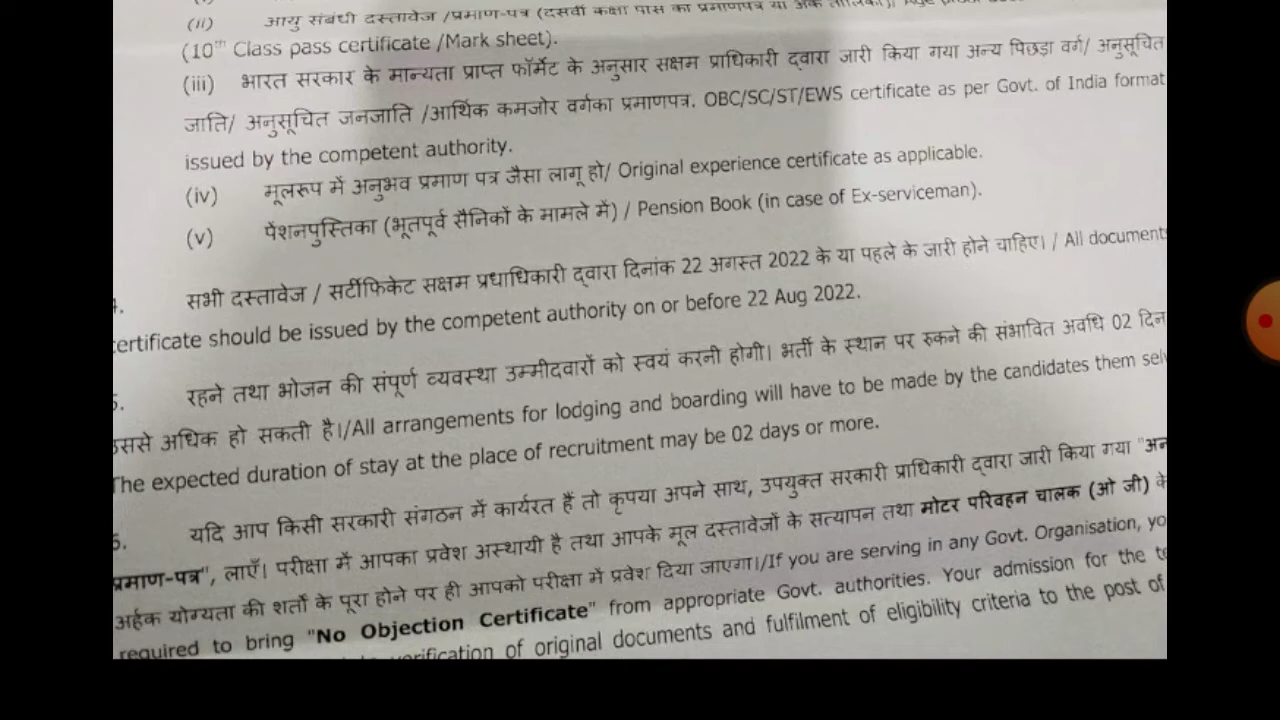 (ii) आयु संबंधी दस्तावेज /प्रमाण-पत्र (दसवीं कक्षा पास का प्रमाणपत्र या अंक
(10th Class pass certificate /Mark sheet).
(iii) भारत सरकार के मान्यता प्राप्त फॉर्मेट के अनुसार सक्षम प्राधिकारी द्वारा जारी किया गया अन्य पिछड़ा वर्ग/ अनुसूचित
जाति/ अनुसूचित जनजाति /आर्थिक कमजोर वर्गका प्रमाणपत्र. OBC/SC/ST/EWS certificate as per Govt. of India format
issued by the competent authority.
(iv) मूलरूप में अनुभव प्रमाण पत्र जैसा लागू हो/ Original experience certificate as applicable.
(v) पेंशनपुस्तिका (भूतपूर्व सैनिकों के मामले में) / Pension Book (in case of Ex-serviceman).
सभी दस्तावेज / सर्टीफिकेट सक्षम प्रधाधिकारी द्वारा दिनांक 22 अगस्त 2022 के या पहले के जारी होने चाहिए। / All document
ertificate should be issued by the competent authority on or before 22 Aug 2022.
रहने तथा भोजन की संपूर्ण व्यवस्था उम्मीदवारों को स्वयं करनी होगी। भर्ती के स्थान पर रुकने की संभावित अवधि 02 दिन
उससे अधिक हो सकती है।/All arrangements for lodging and boarding will have to be made by the candidates them sel
The expected duration of stay at the place of recruitment may be 02 days or more.
यदि आप किसी सरकारी संगठन में कार्यरत हैं तो कृपया अपने साथ, उपयुक्त सरकारी प्राधिकारी द्वारा जारी किया गया "अन
प्रमाण-पत्र", लाएँ। परीक्षा में आपका प्रवेश अस्थायी है तथा आपके मूल दस्तावेजों के सत्यापन तथा मोटर परिवहन चालक (ओ जी) के
अर्हक योग्यता की शर्तों के पूरा होने पर ही आपको परीक्षा में प्रवेश दिया जाएगा।/If you are serving in any Govt. Organisation, yo
required to bring "No Objection Certificate" from appropriate Govt. authorities. Your admission for the te
verification of original documents and fulfilment of eligibility criteria to the post of